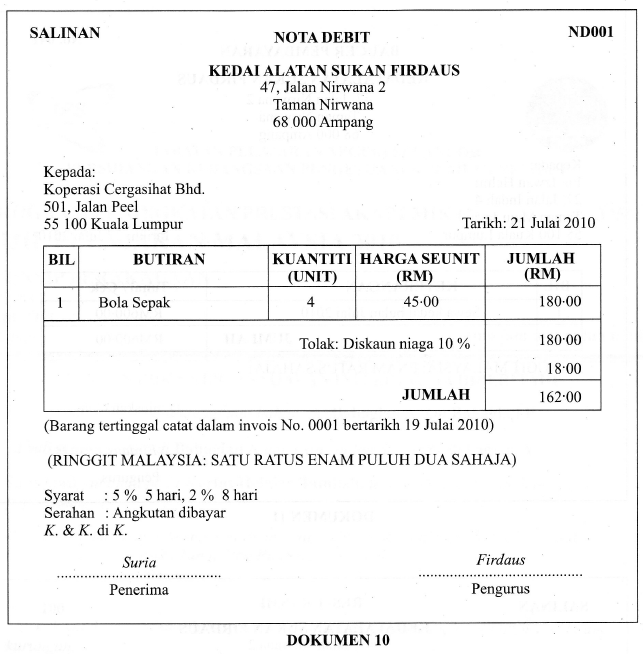 SALINAN NOTA DEBIT ND001
KEDAI ALATAN SUKAN FIRDAUS
47, Jalan Nirwana 2
Taman Nirwana
68 000 Ampang
Kepada:
Koperasi Cergasihat Bhd.
501, Jalan Peel
55 100 Kuala Lumpur Tarikh: 21 Julai 2010
BIL BUTIRAN KUANTITI (UNIT) HARGA SEUNIT (RM) JUMLAH (RM)
1 Bola Sepak 4 45·00 180·00
180·00
Tolak: Diskaun niaga 10 % 18·00
JUMLAH 162·00
(Barang tertinggal catat dalam invois No. 0001 bertarikh 19 Julai 2010)
(RINGGIT MALAYSIA: SATU RATUS ENAM PULUH DUA SAHAJA)
Syarat : 5 % 5 hari, 2 % 8 hari
Serahan : Angkutan dibayar
K. & K. di K.
Suria Firdaus
Penerima Pengurus
DOKUMEN 10